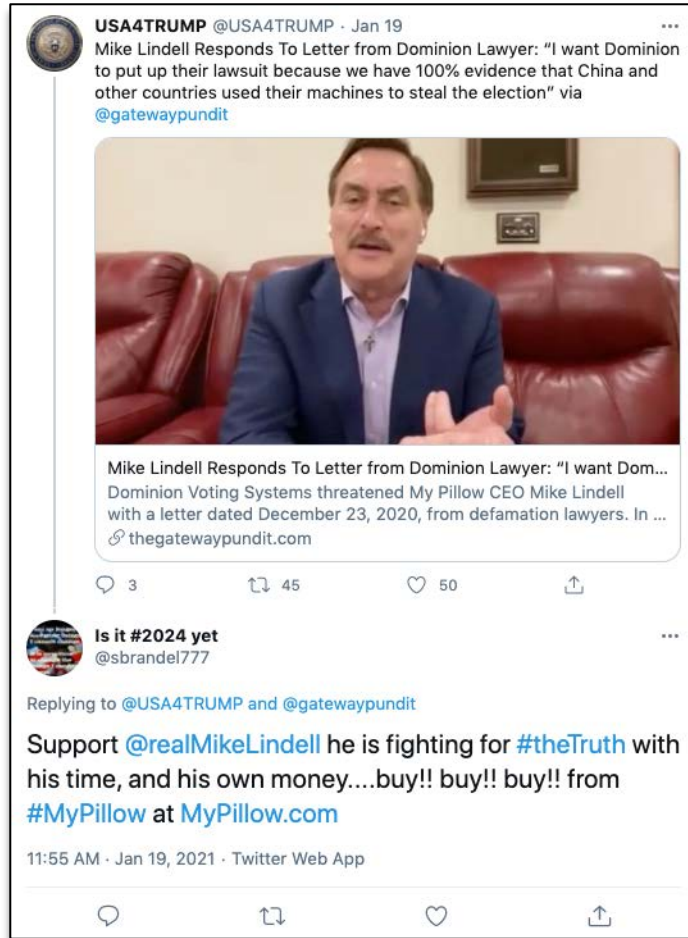 USA4TRUMP @USA4TRUMP · Jan 19
Mike Lindell Responds To Letter from Dominion Lawyer: “I want Dominion
to put up their lawsuit because we have 100% evidence that China and
other countries used their machines to steal the election” via
@gatewaypundit
Mike Lindell Responds To Letter from Dominion Lawyer: “I want Dom...
Dominion Voting Systems threatened My Pillow CEO Mike Lindell
with a letter dated December 23, 2020, from defamation lawyers. In ...
thegatewaypundit.com
3 45 50
Is it #2024 yet
@sbrandel777
Replying to @USA4TRUMP and @gatewaypundit
Support @realMikeLindell he is fighting for #theTruth with
his time, and his own money....buy!! buy!! buy!! from
#MyPillow at MyPillow.com
11:55 AM · Jan 19, 2021 · Twitter Web App